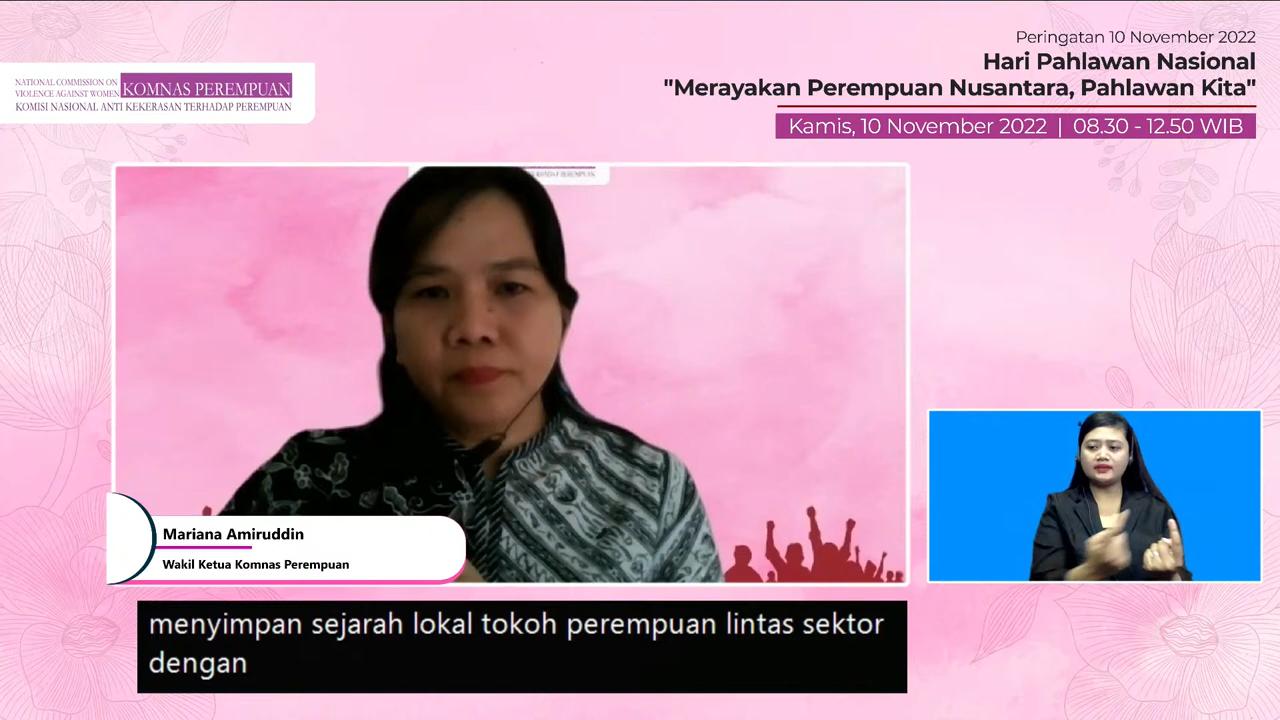 NATIONAL COMMISSION ON
VIOLENCE AGAINST WOMEN
KOMNAS PEREMPUAN
KOMISI NASIONAL ANTI KEKERASAN TERHADAP PEREMPUAN
Peringatan 10 November 2022
Hari Pahlawan Nasional
"Merayakan Perempuan Nusantara, Pahlawan Kita"
Kamis, 10 November 2022 | 08.30 - 12.50 WIB
PEREMPUAN
Mariana Amiruddin
Wakil Ketua Komnas Perempuan
menyimpan sejarah lokal tokoh perempuan lintas sektor
dengan